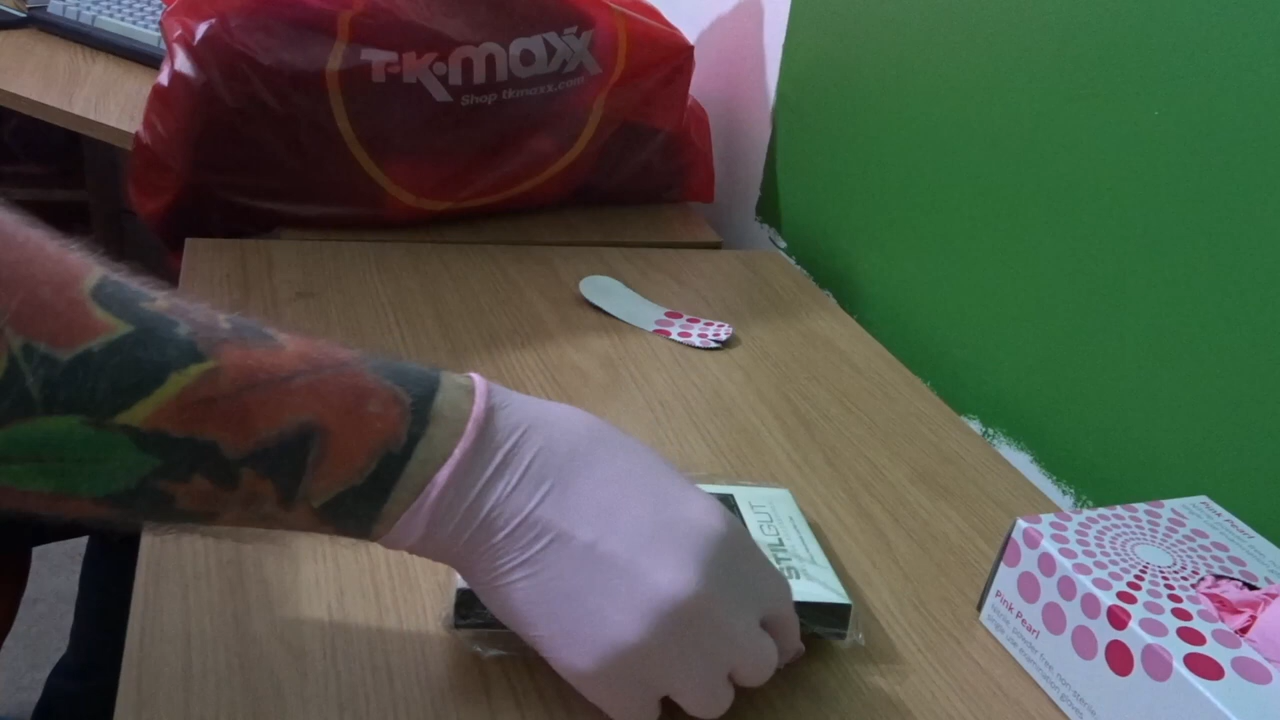 T·K·maxx
Shop tkmaxx.com
STILGUT
Pink Pearl
Pink Pearl
Nitrile, powder free, non-sterile,
single use examination gloves